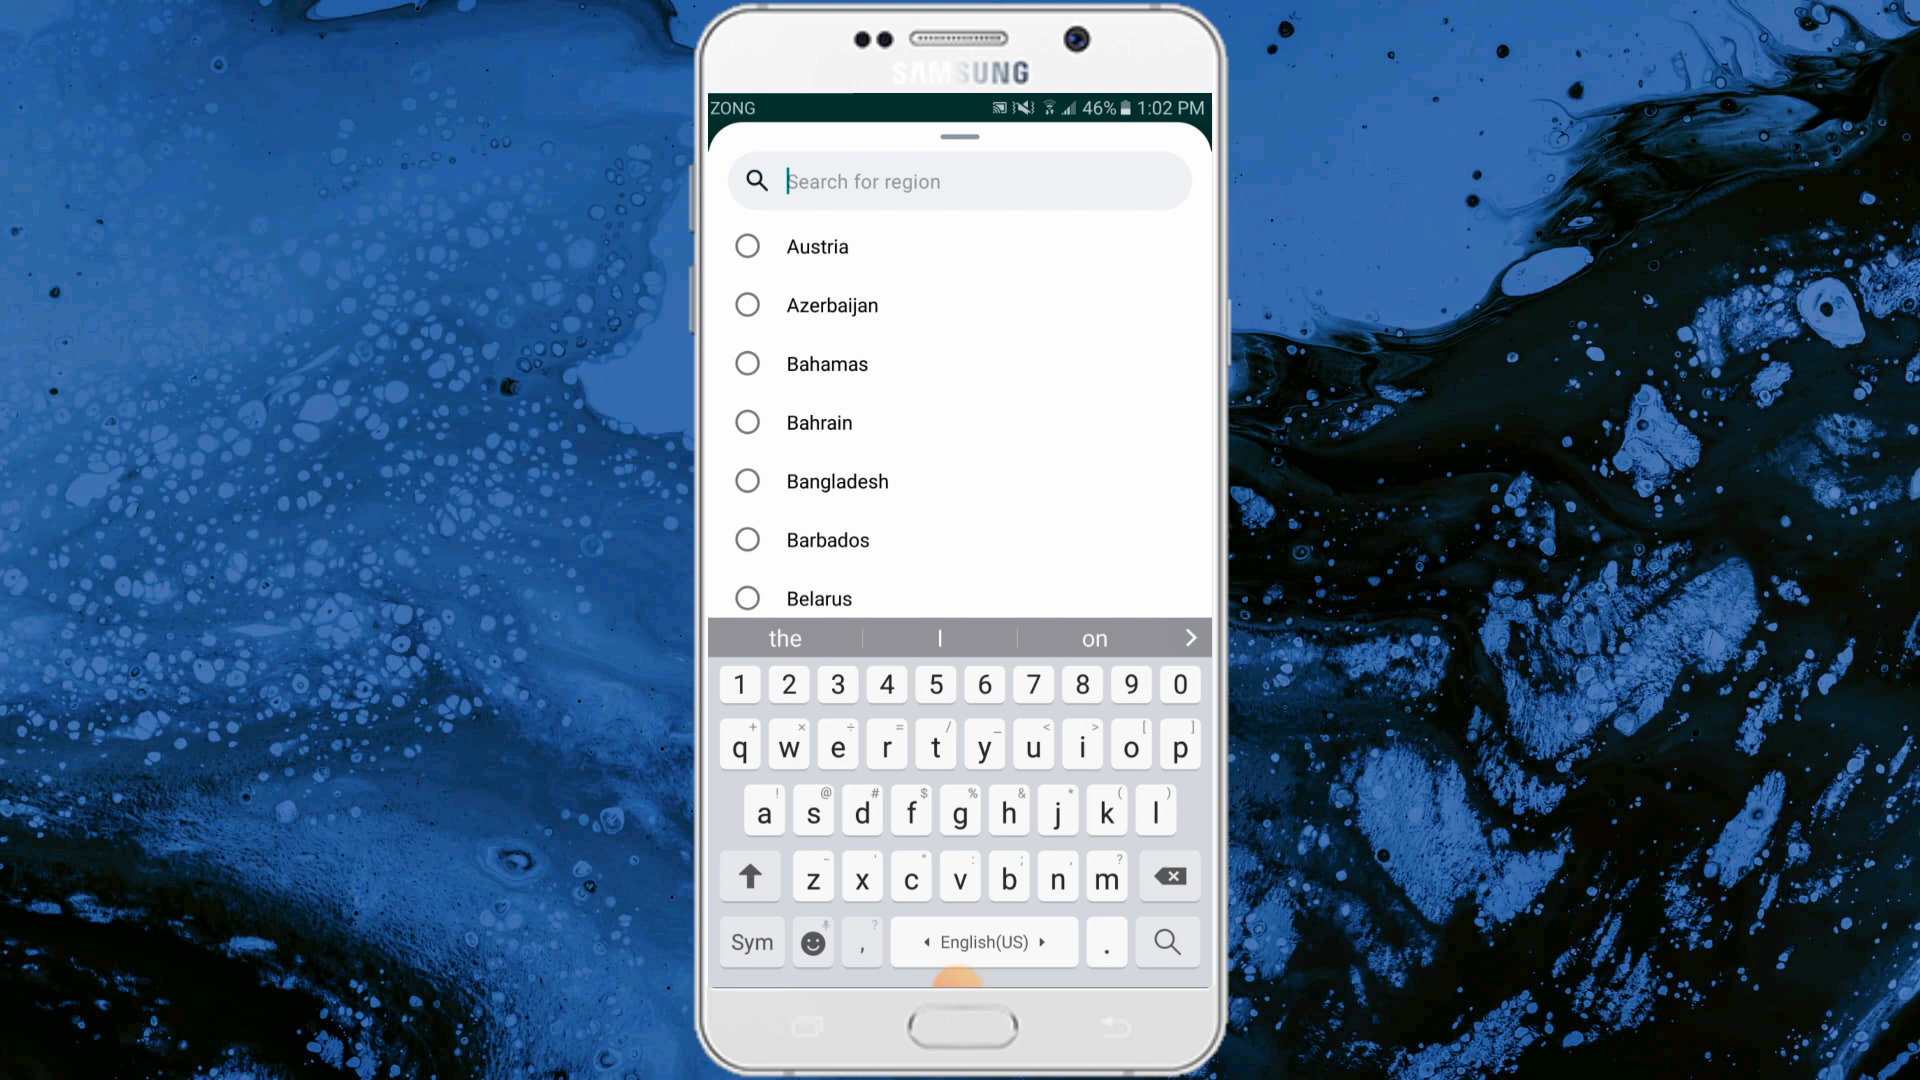 SAMSUNG
ZONG 46% 1:02 PM
Search for region
Austria
Azerbaijan
Bahamas
Bahrain
Bangladesh
Barbados
Belarus
the I on
1 2 3 4 5 6 7 8 9 0
+ × ÷ = / _ < > [ ]
q w e r t y u i o p
! @ # $ % & * ( )
a s d f g h j k l
- ' " : ; , ?
z x c v b n m
?
Sym , English(US) .